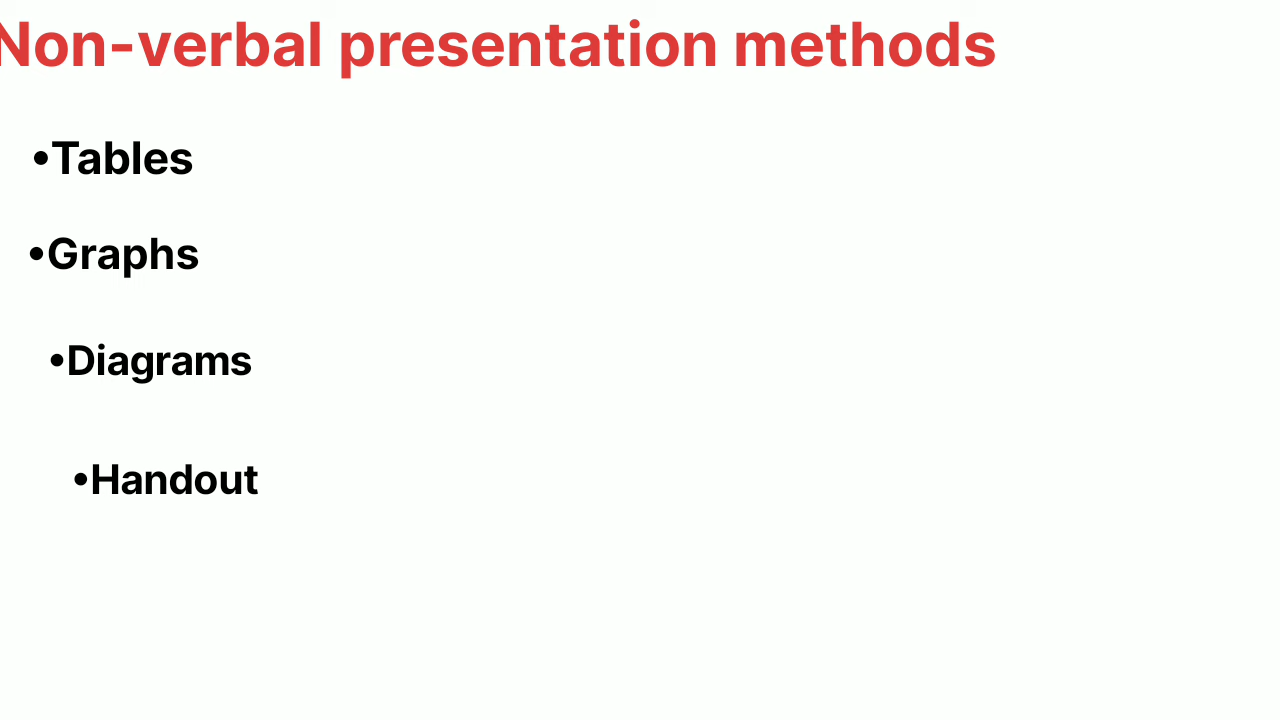 Non-verbal presentation methods
•Tables
•Graphs
•Diagrams
•Handout